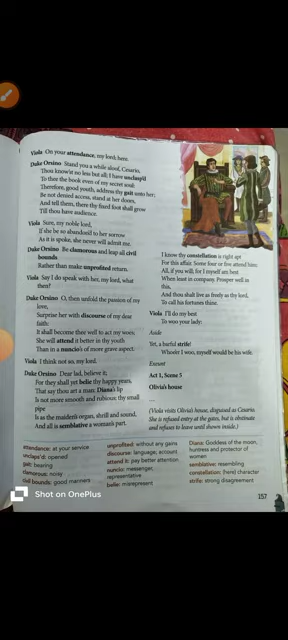 Viola On your attendance, my lord; here.
Duke Orsino Stand you a while aloof, Cesario,
Thou know'st no less but all; I have unclasp'd
To thee the book even of my secret soul:
Therefore, good youth, address thy gait unto her;
Be not denied access, stand at her doors,
And tell them, there thy fixed foot shall grow
Till thou have audience.
Viola Sure, my noble lord,
If she be so abandon'd to her sorrow
As it is spoke, she never will admit me.
Duke Orsino Be clamorous and leap all civil
bounds
Rather than make unprofited return.
Viola Say I do speak with her, my lord, what
then?
Duke Orsino O, then unfold the passion of my
love,
Surprise her with discourse of my dear
faith:
It shall become thee well to act my woes;
She will attend it better in thy youth
Than in a nuncio's of more grave aspect.
Viola I think not so, my lord.
Duke Orsino Dear lad, believe it;
For they shall yet belie thy happy years,
That say thou art a man: Diana's lip
Is not more smooth and rubious; thy small
pipe
Is as the maiden's organ, shrill and sound,
And all is semblative a woman's part.
I know thy constellation is right apt
For this affair. Some four or five attend him;
All, if you will; for I myself am best
When least in company. Prosper well in
this,
And thou shalt live as freely as thy lord,
To call his fortunes thine.
Viola I'll do my best
To woo your lady:
Aside
Yet, a barful strife!
Whoe'er I woo, myself would be his wife.
Exeunt
Act 1, Scene 5
Olivia's house
...
(Viola visits Olivia's house, disguised as Cesario.
She is refused entry at the gates, but is obstinate
and refuses to leave until shown inside.)
attendance: at your service
unclasp'd: opened
gait: bearing
clamorous: noisy
civil bounds: good manners
unprofited: without any gains
discourse: language; account
attend it: pay better attention
nuncio: messenger,
representative
belie: misrepresent
Diana: Goddess of the moon,
huntress and protector of
women
semblative: resembling
constellation: (here) character
strife: strong disagreement
157
Shot on OnePlus